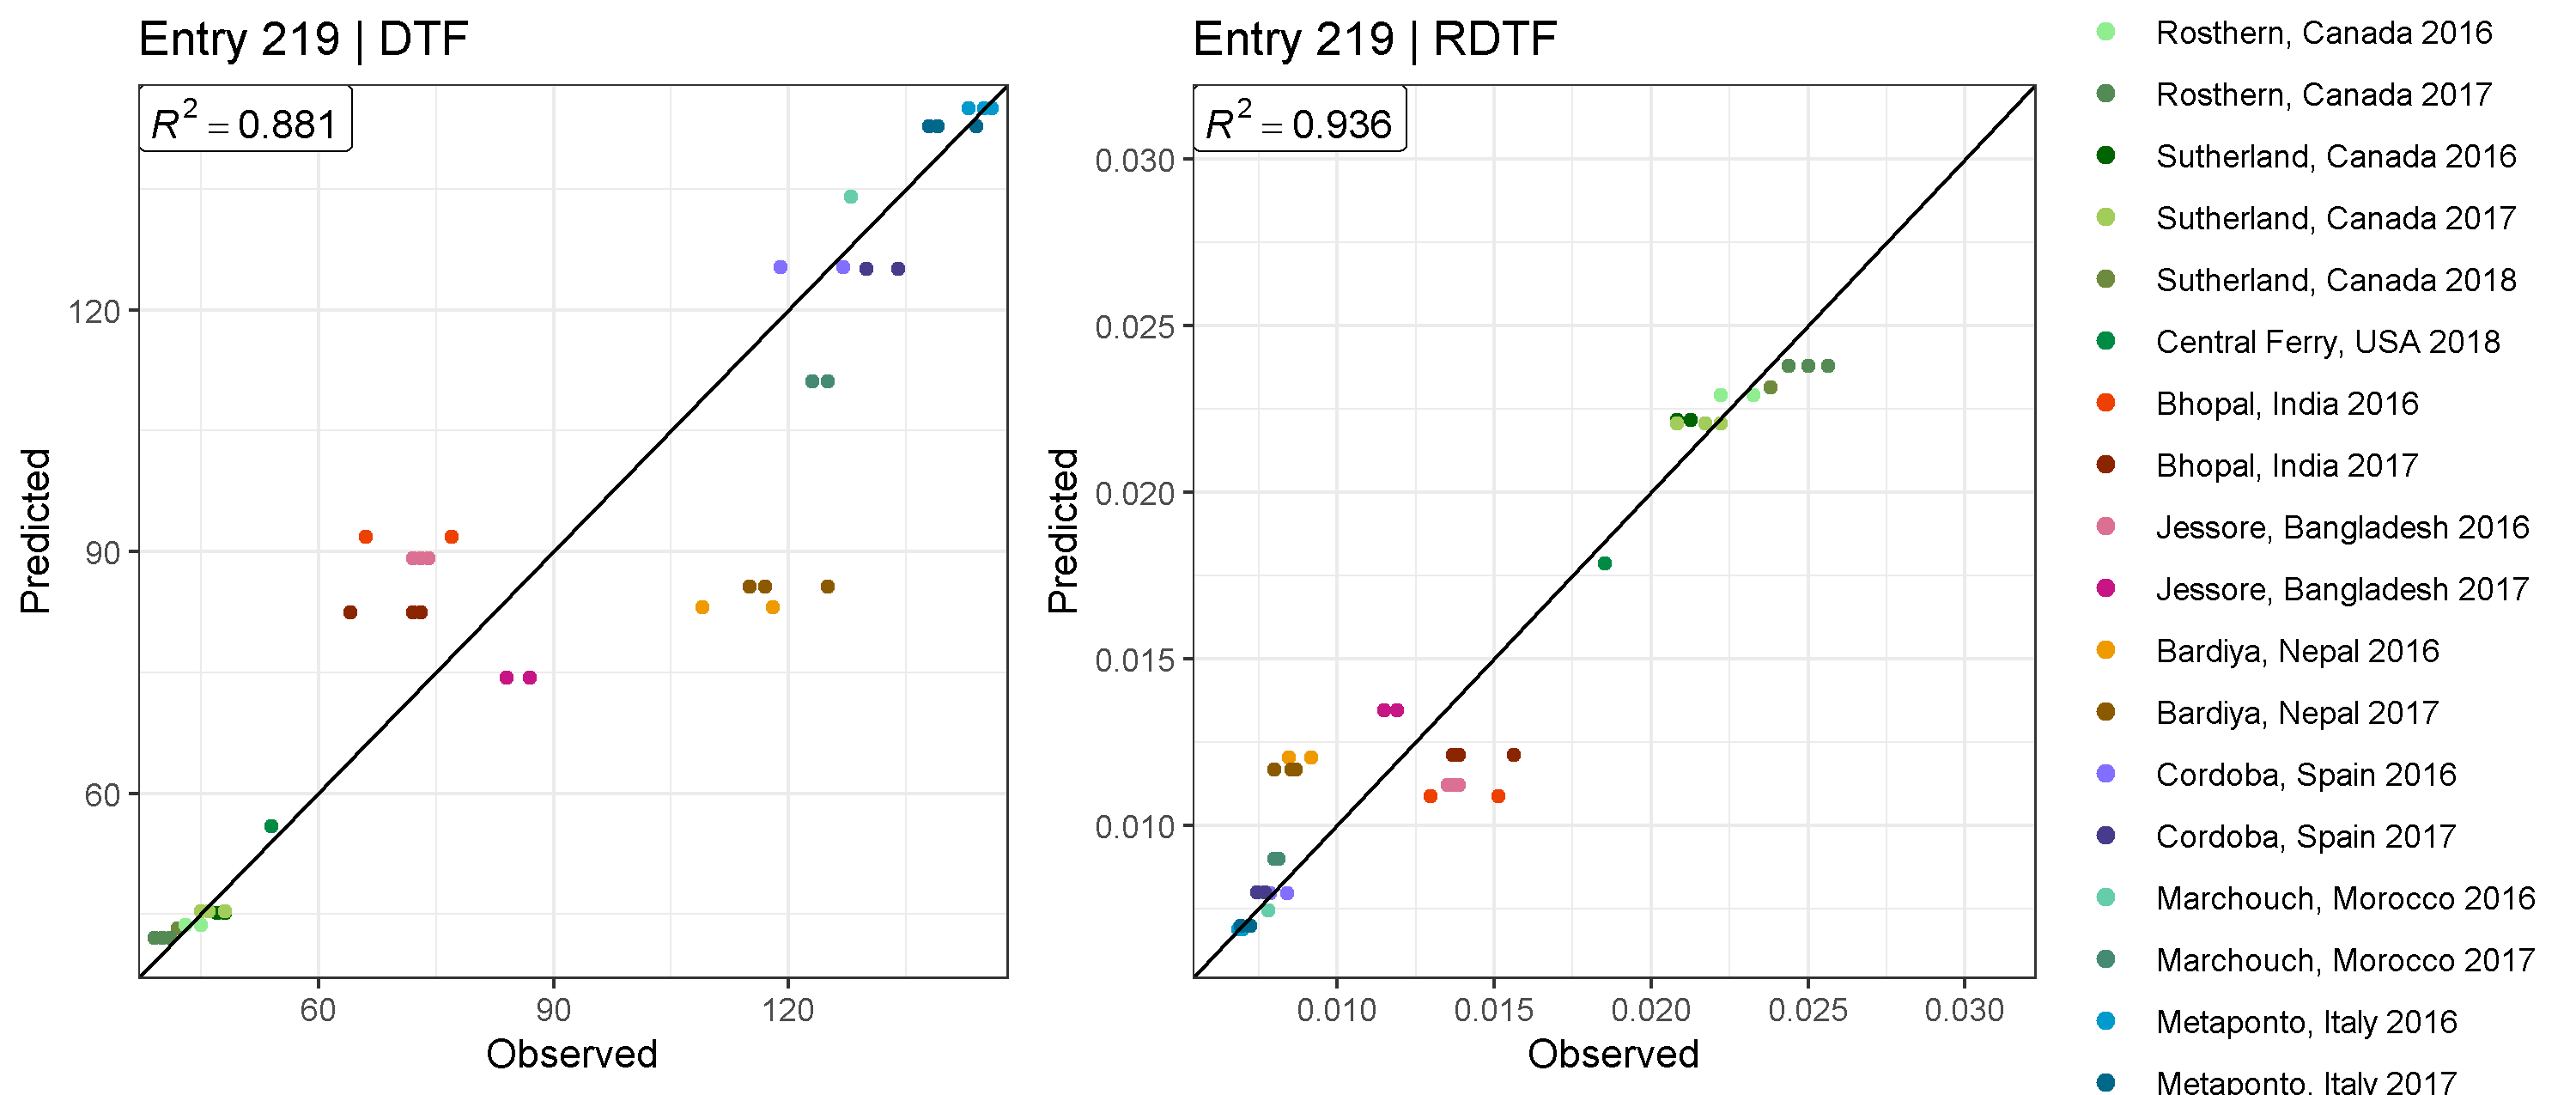 Entry 219 | DTF
R² = 0.881
Predicted
120
90
60
60 90 120
Observed
Entry 219 | RDTF
R² = 0.936
Predicted
0.030
0.025
0.020
0.015
0.010
0.010 0.015 0.020 0.025 0.030
Observed
Rosthern, Canada 2016
Rosthern, Canada 2017
Sutherland, Canada 2016
Sutherland, Canada 2017
Sutherland, Canada 2018
Central Ferry, USA 2018
Bhopal, India 2016
Bhopal, India 2017
Jessore, Bangladesh 2016
Jessore, Bangladesh 2017
Bardiya, Nepal 2016
Bardiya, Nepal 2017
Cordoba, Spain 2016
Cordoba, Spain 2017
Marchouch, Morocco 2016
Marchouch, Morocco 2017
Metaponto, Italy 2016
Metaponto, Italy 2017